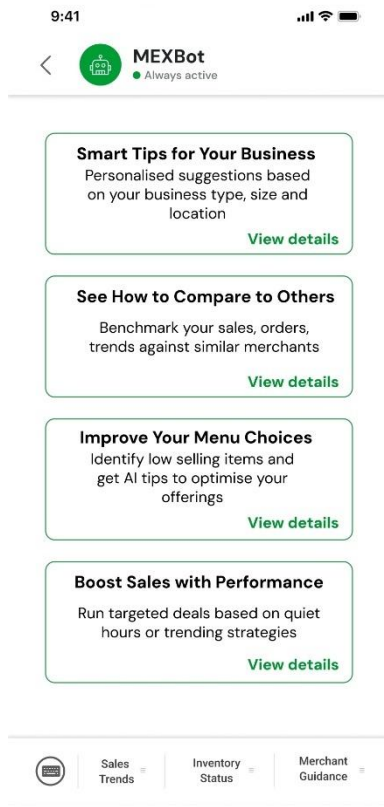 9:41
MEXBot
Always active
Smart Tips for Your Business
Personalised suggestions based
on your business type, size and
location
View details
See How to Compare to Others
Benchmark your sales, orders,
trends against similar merchants
View details
Improve Your Menu Choices
Identify low selling items and
get AI tips to optimise your
offerings
View details
Boost Sales with Performance
Run targeted deals based on quiet
hours or trending strategies
View details
Sales
Trends
Inventory
Status
Merchant
Guidance